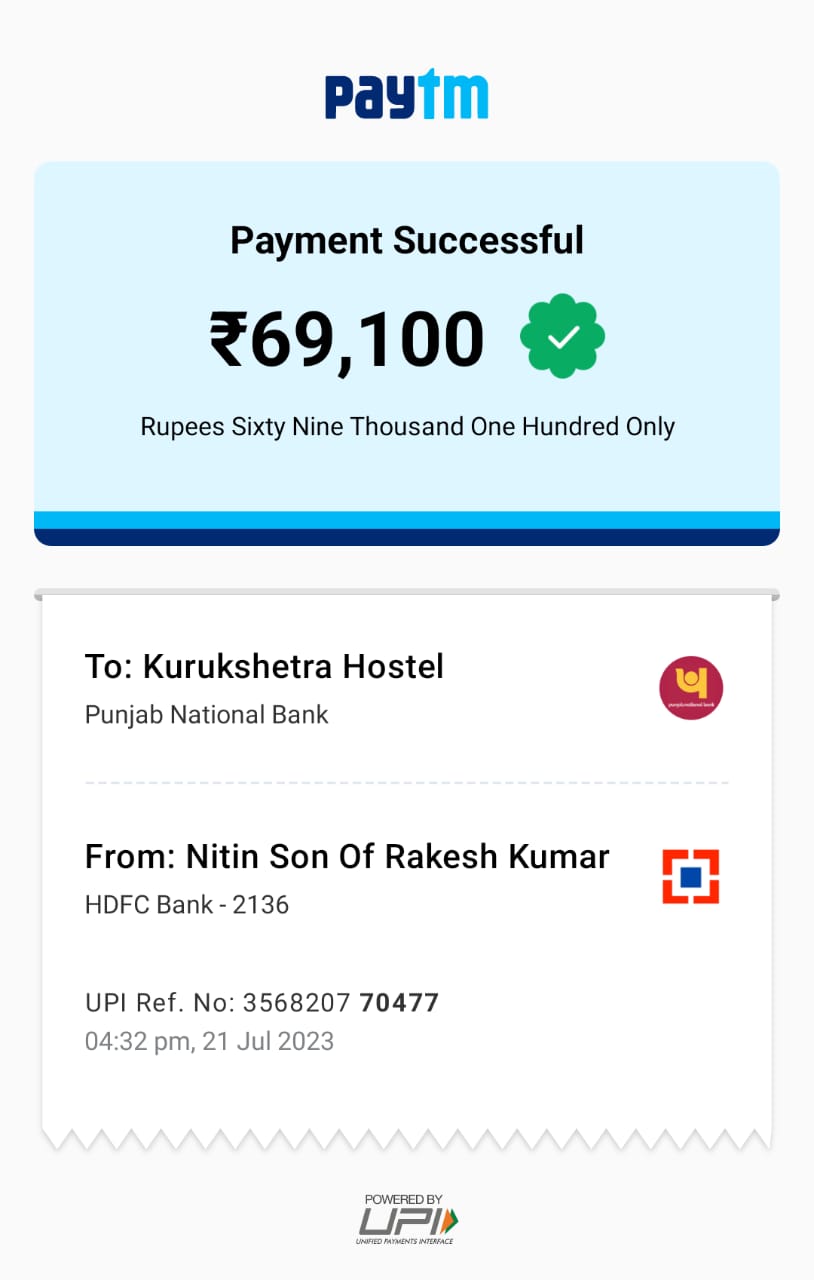 paytm
Payment Successful
₹69,100
Rupees Sixty Nine Thousand One Hundred Only
To: Kurukshetra Hostel
Punjab National Bank
punjab national bank
From: Nitin Son Of Rakesh Kumar
HDFC Bank - 2136
UPI Ref. No: 3568207 70477
04:32 pm, 21 Jul 2023
POWERED BY
UPI
UNIFIED PAYMENTS INTERFACE